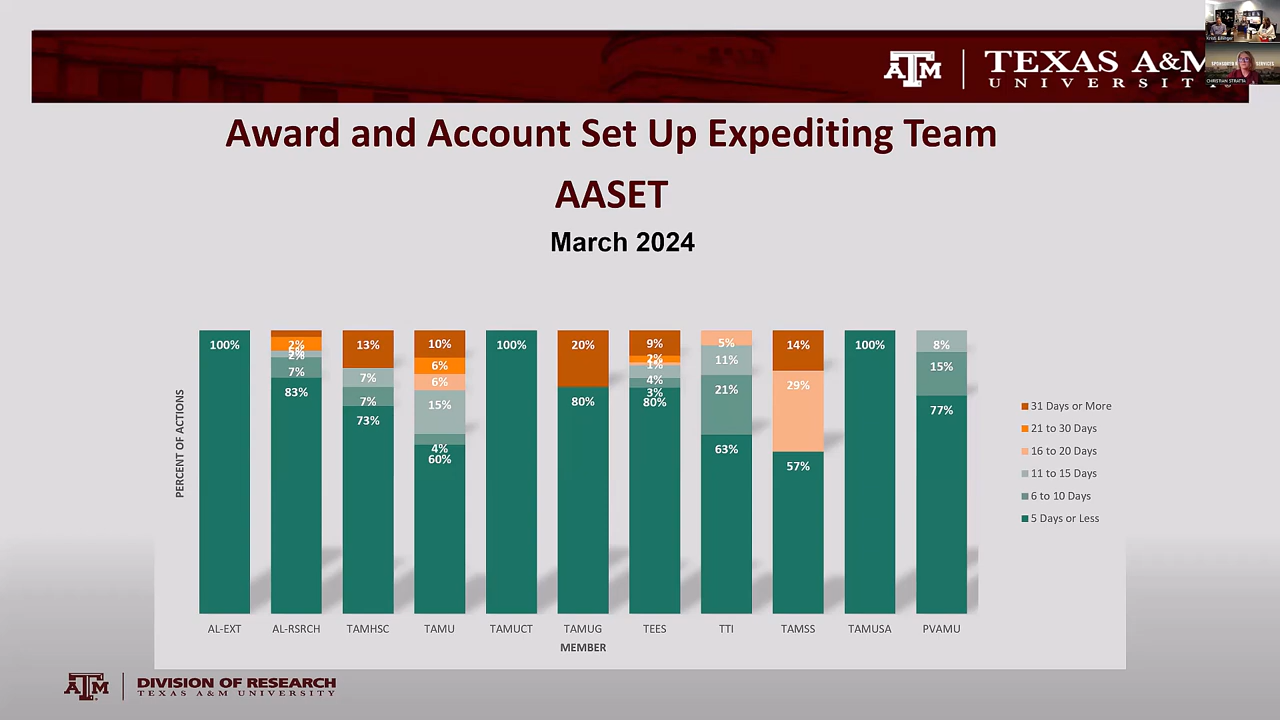 TEXAS A&M
UNIVERSITY
Award and Account Set Up Expediting Team
AASET
March 2024
PERCENT OF ACTIONS
100%
83%
7%
2%
2%
73%
7%
7%
13%
60%
4%
15%
6%
6%
10%
100%
80%
20%
80%
3%
4%
1%
2%
9%
63%
21%
11%
5%
57%
29%
14%
100%
77%
15%
8%
31 Days or More
21 to 30 Days
16 to 20 Days
11 to 15 Days
6 to 10 Days
5 Days or Less
AL-EXT AL-RSRCH TAMHSC TAMU TAMUCT TAMUG TEES TTI TAMSS TAMUSA PVAMU
MEMBER
ATM
DIVISION OF RESEARCH
TEXAS A&M UNIVERSITY
CHRISTIAN STRATTA